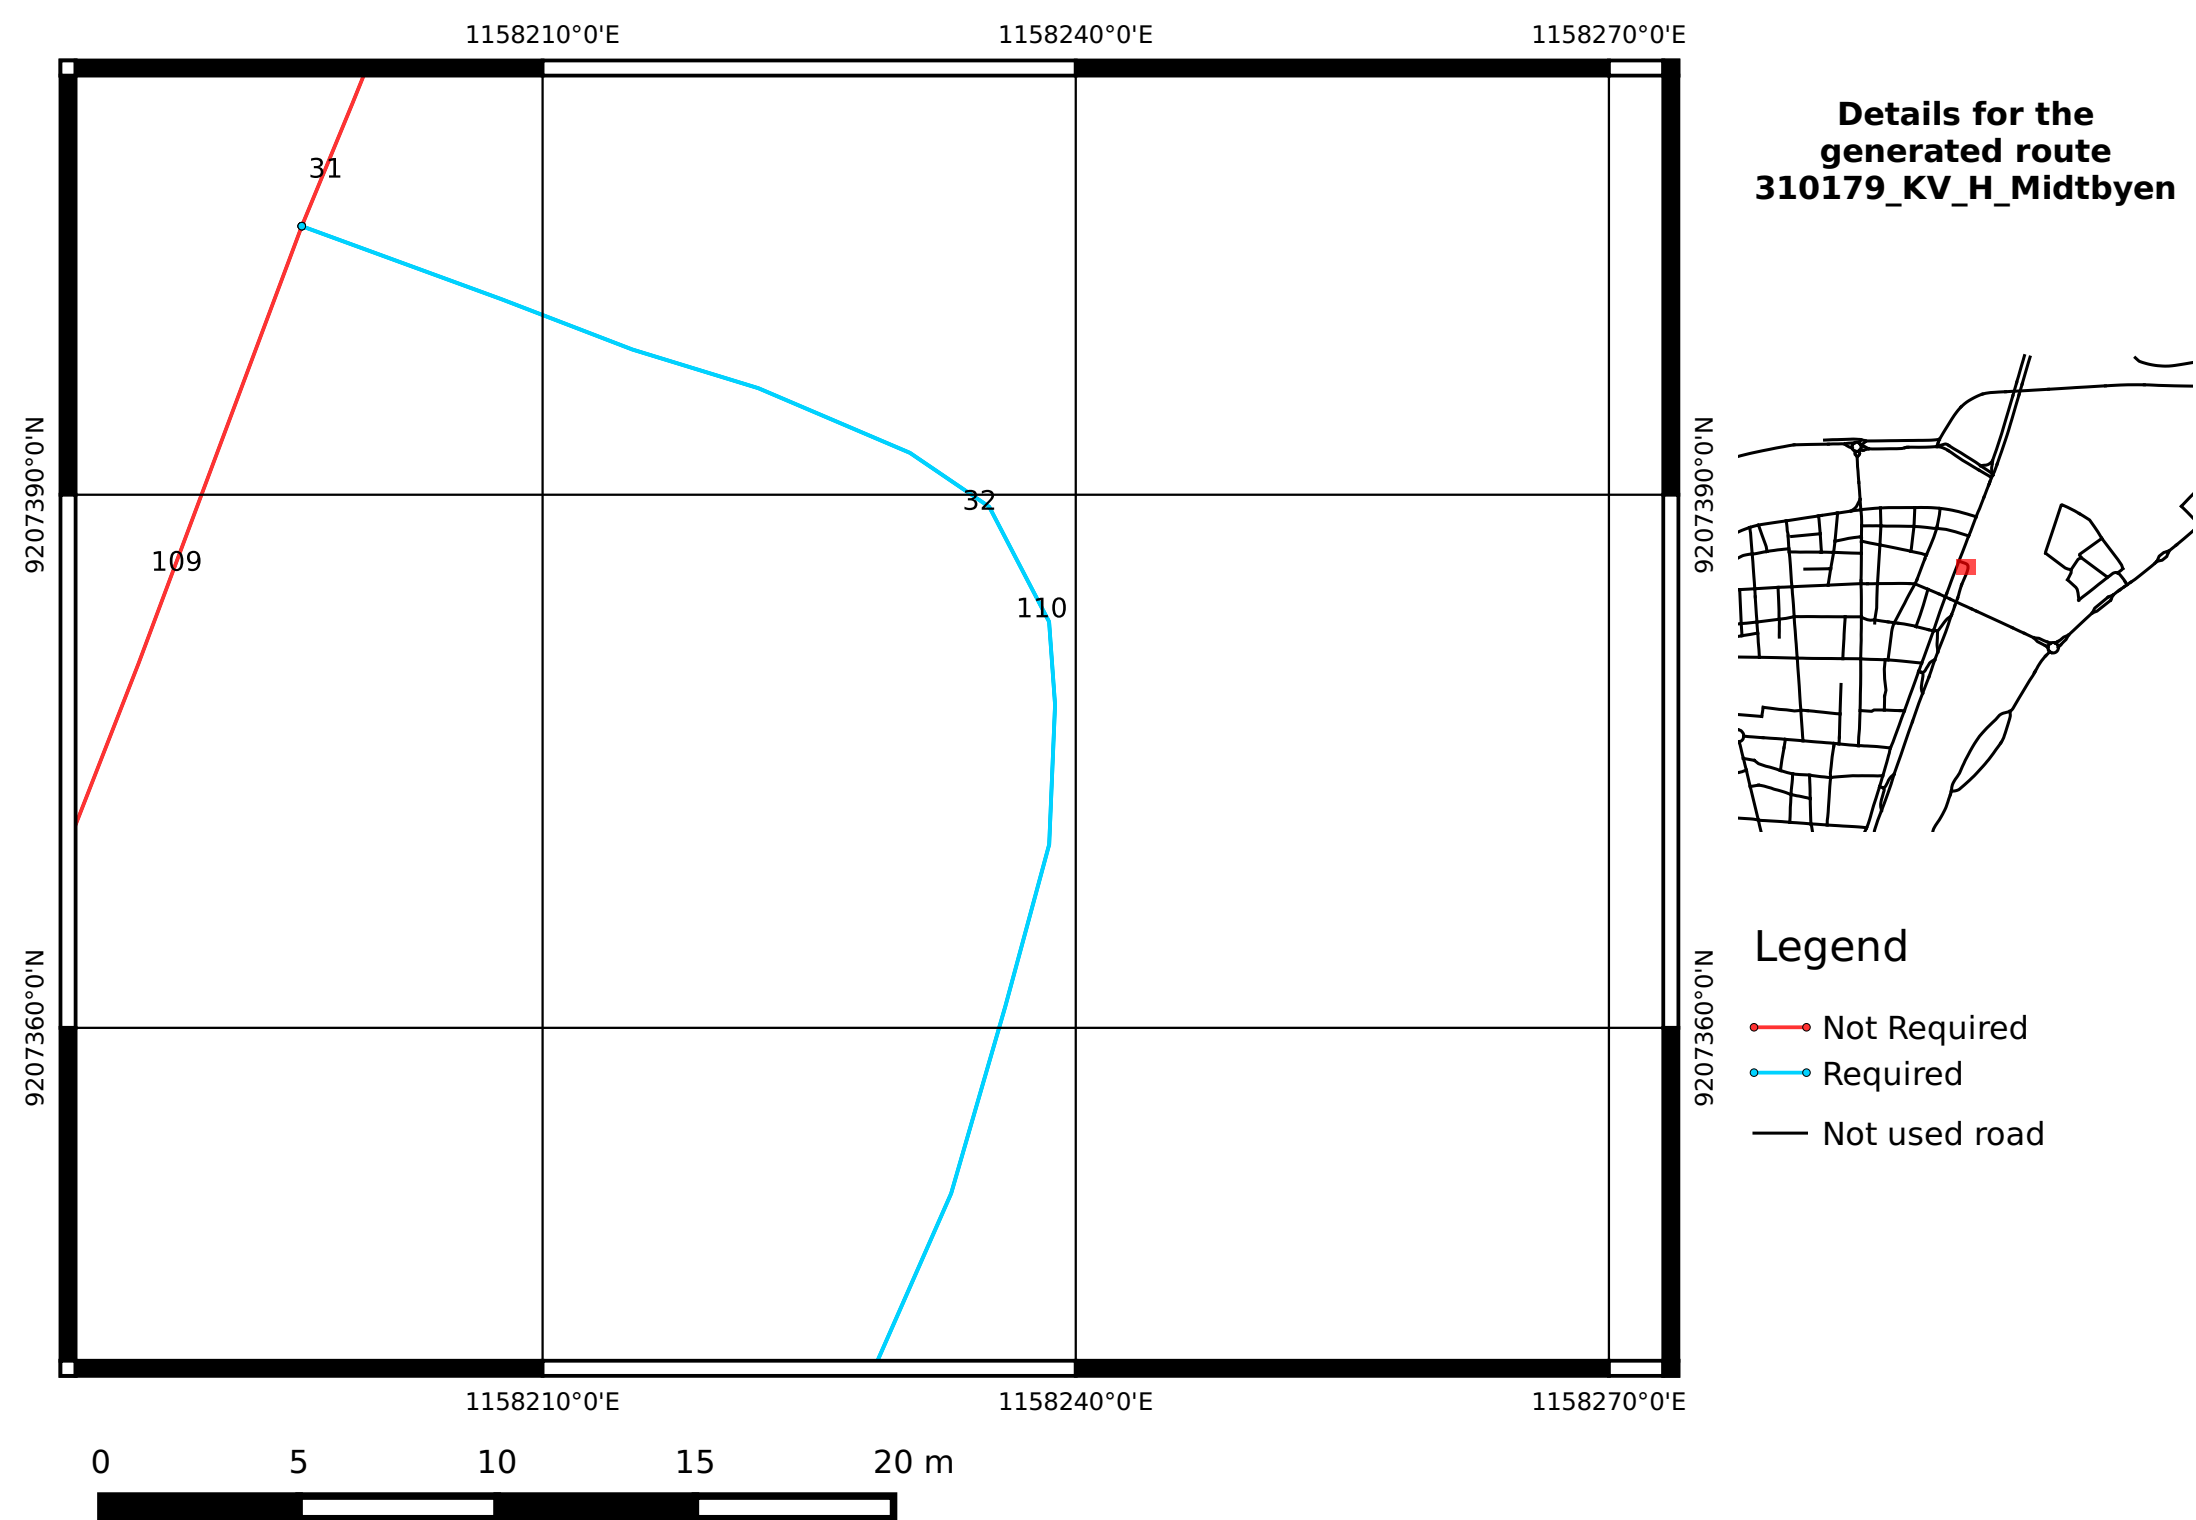 1158210°0'E 1158240°0'E 1158270°0'E
Details for the
generated route
310179_KV_H_Midtbyen
31
9207390°0'N
32
9207390°0'N
109
110
Legend
9207360°0'N
9207360°0'N
Not Required
Required
Not used road
1158210°0'E 1158240°0'E 1158270°0'E
0 5 10 15 20 m